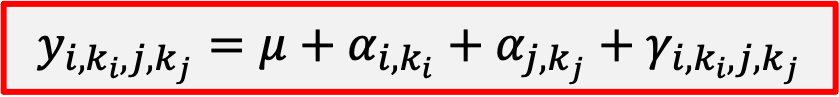 y_{i,k_i,j,k_j} = μ + α_{i,k_i} + α_{j,k_j} + γ_{i,k_i,j,k_j}